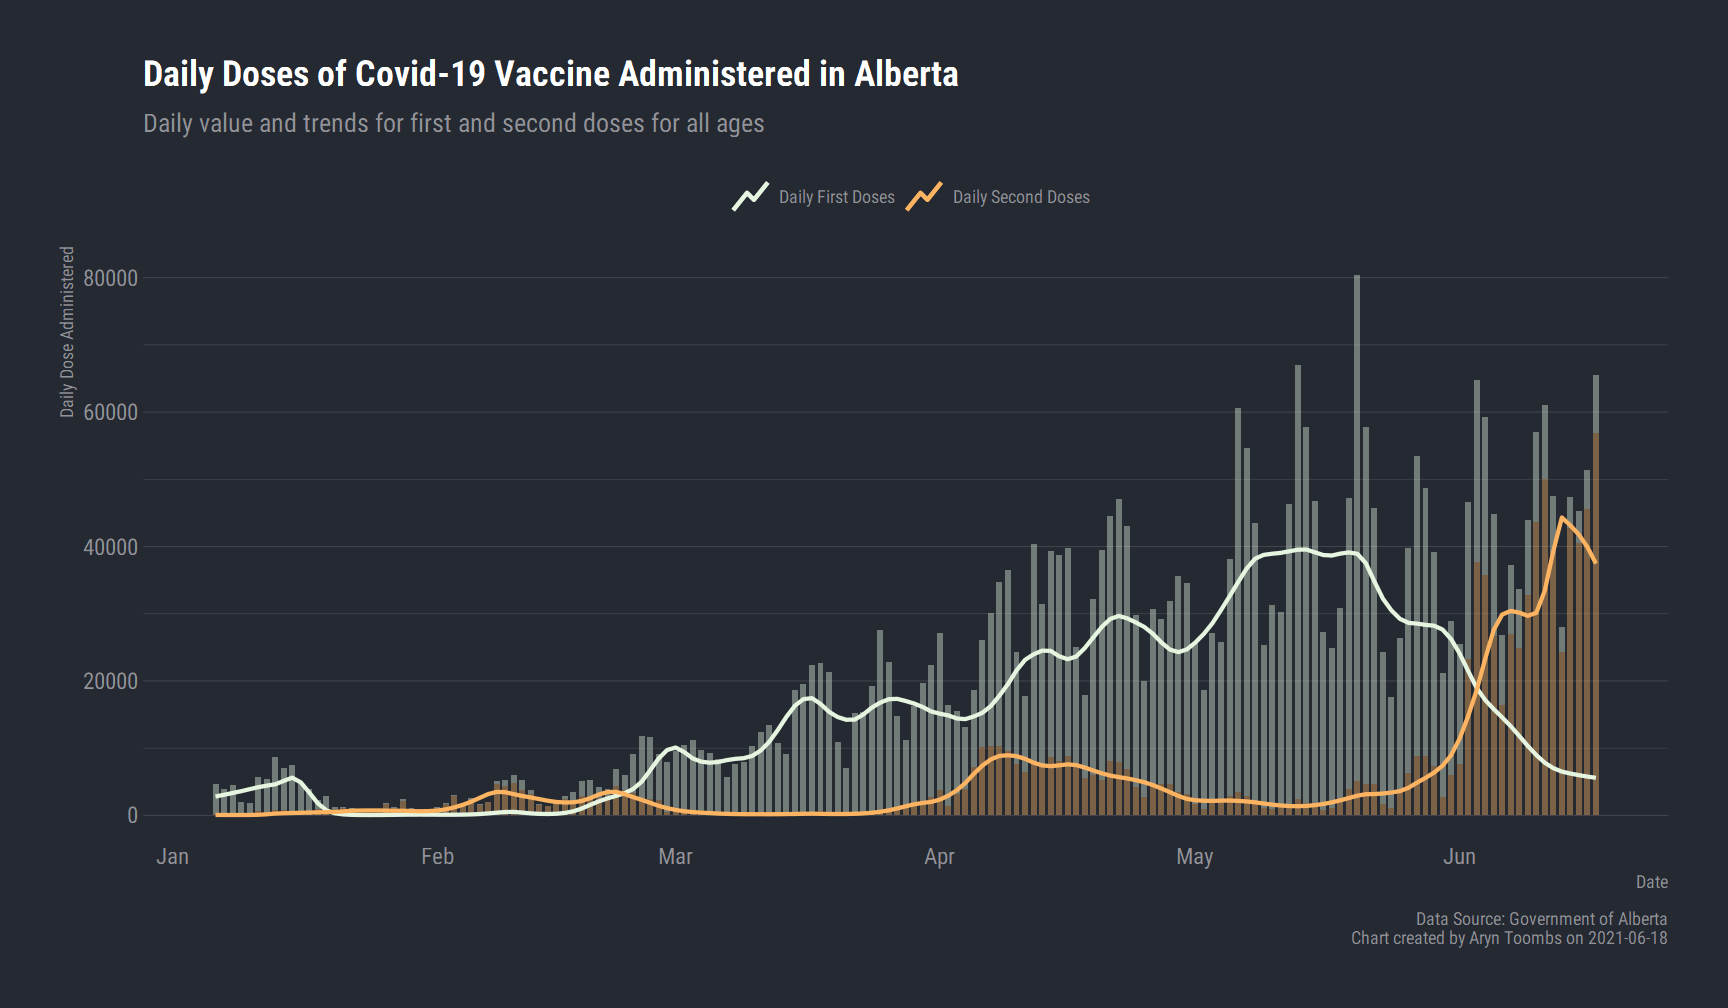 Daily Doses of Covid-19 Vaccine Administered in Alberta
Daily value and trends for first and second doses for all ages
Daily First Doses
Daily Second Doses
Daily Dose Administered
80000
60000
40000
20000
0
Jan
Feb
Mar
Apr
May
Jun
Date
Data Source: Government of Alberta
Chart created by Aryn Toombs on 2021-06-18